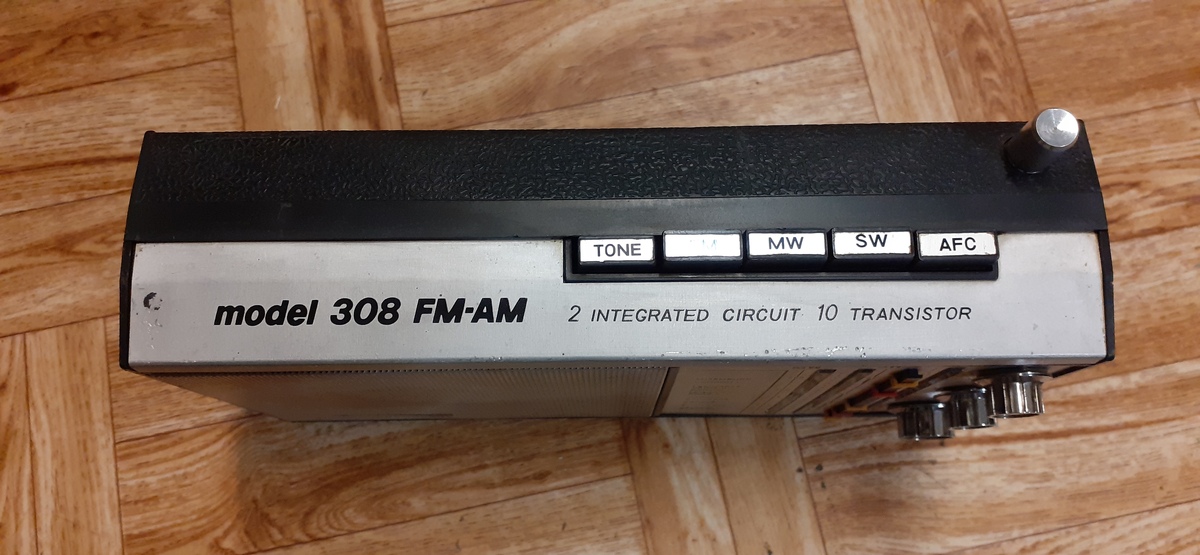 TONE MW SW AFC
model 308 FM-AM 2 INTEGRATED CIRCUIT 10 TRANSISTOR